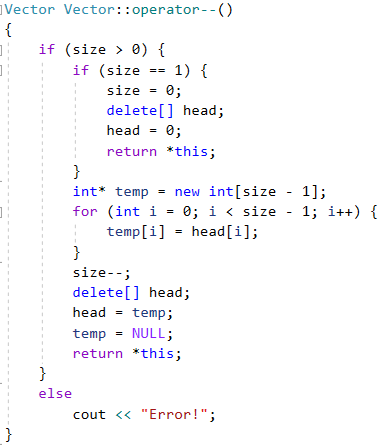 Vector Vector::operator--()
{
    if (size > 0) {
        if (size == 1) {
            size = 0;
            delete[] head;
            head = 0;
            return *this;
        }
        int* temp = new int[size - 1];
        for (int i = 0; i < size - 1; i++) {
            temp[i] = head[i];
        }
        size--;
        delete[] head;
        head = temp;
        temp = NULL;
        return *this;
    }
    else
        cout << "Error!";
}